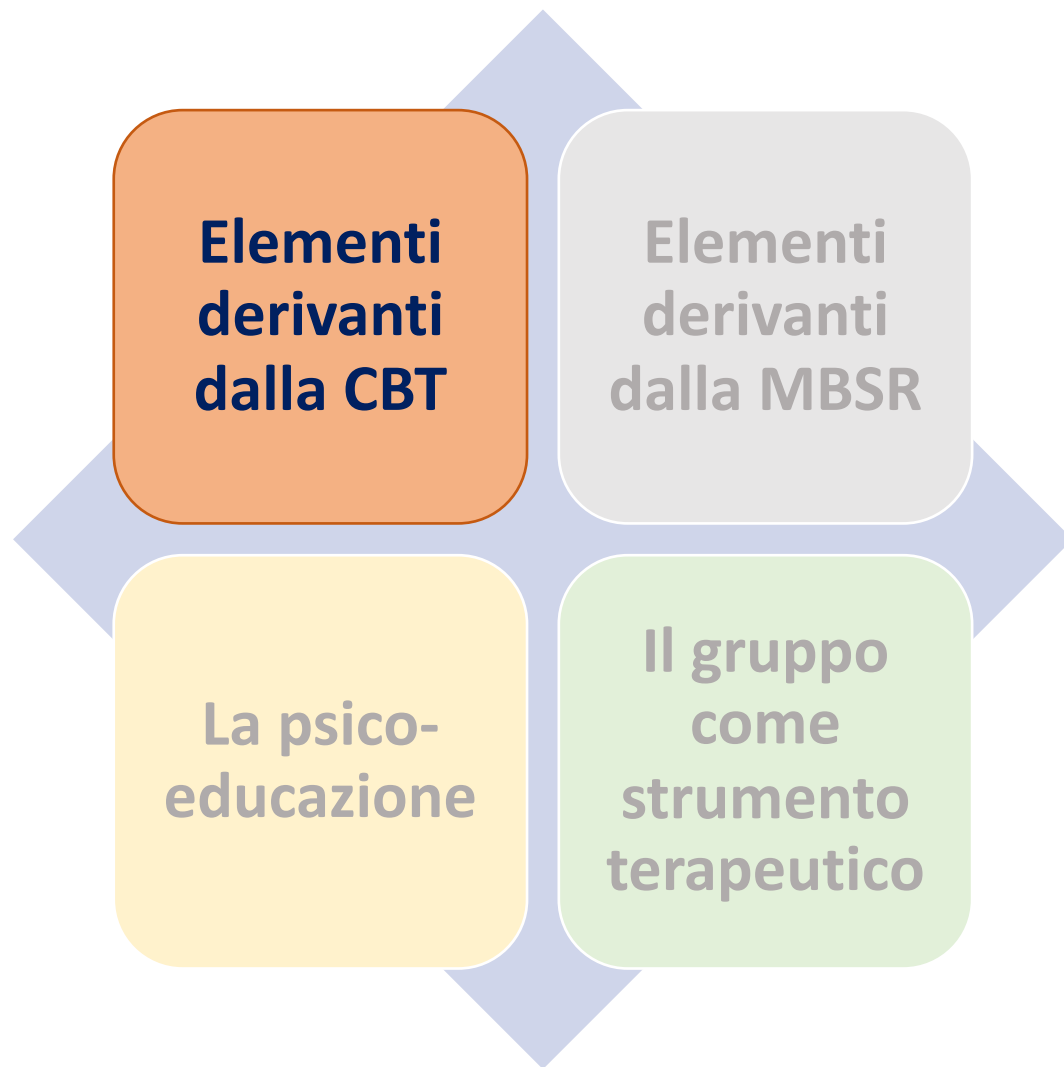 Elementi
derivanti
dalla CBT
Elementi
derivanti
dalla MBSR
La psico-
educazione
Il gruppo
come
strumento
terapeutico